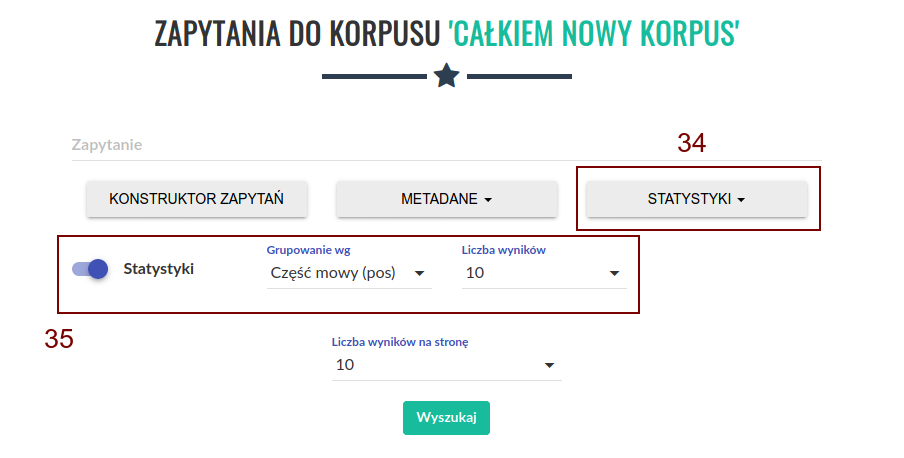 ZAPYTANIA DO KORPUSU 'CAŁKIEM NOWY KORPUS'
Zapytanie
34
KONSTRUKTOR ZAPYTAŃ METADANE STATYSTYKI
Grupowanie wg Liczba wyników
Statystyki Część mowy (pos) 10
35
Liczba wyników na stronę
10
Wyszukaj